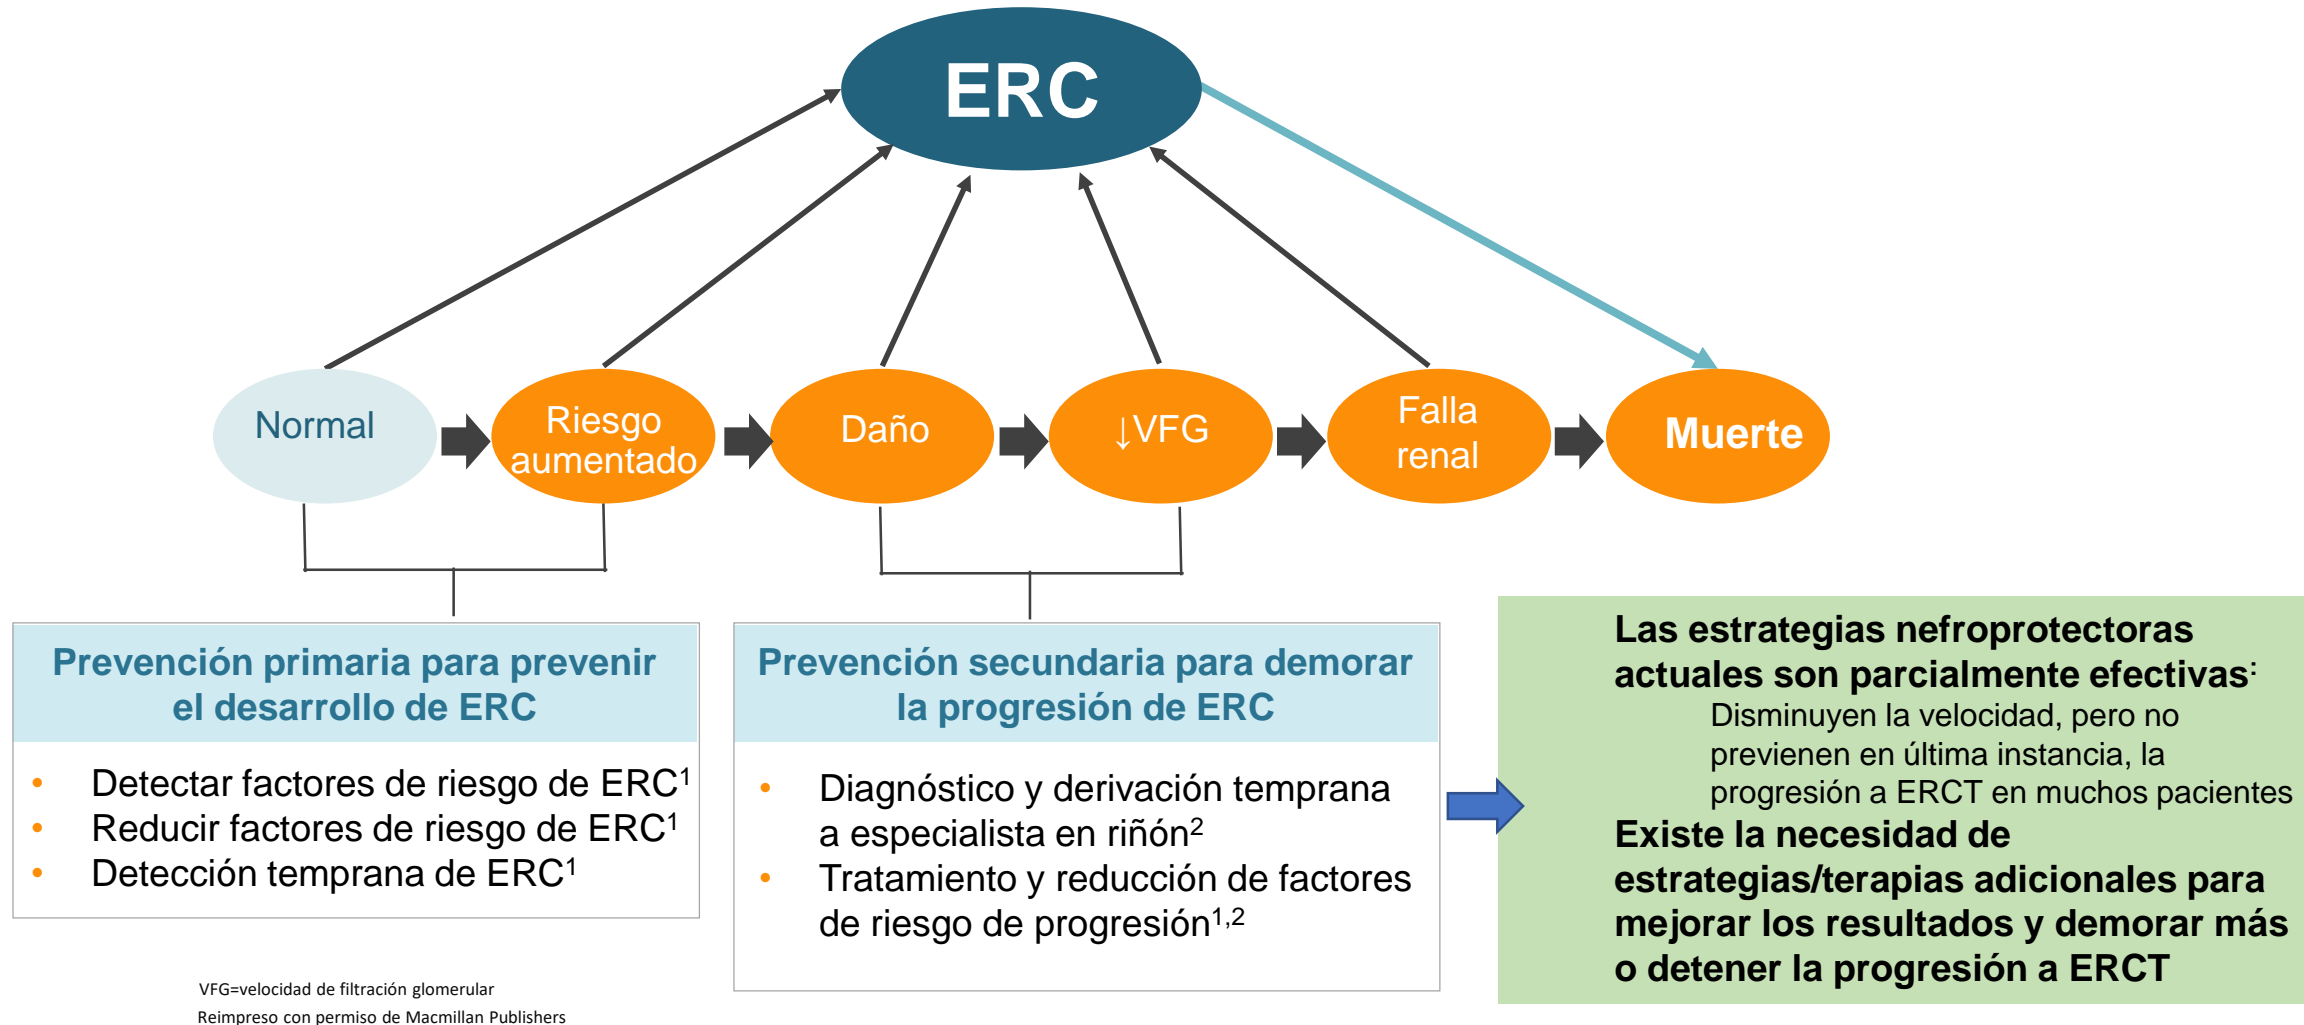 ERC
Normal
Riesgo
aumentado
Daño
↓VFG
Falla
renal
Muerte
Prevención primaria para prevenir
el desarrollo de ERC
• Detectar factores de riesgo de ERC¹
• Reducir factores de riesgo de ERC¹
• Detección temprana de ERC¹
Prevención secundaria para demorar
la progresión de ERC
• Diagnóstico y derivación temprana
a especialista en riñón²
• Tratamiento y reducción de factores
de riesgo de progresión¹,²
Las estrategias nefroprotectoras
actuales son parcialmente efectivas:
Disminuyen la velocidad, pero no
previenen en última instancia, la
progresión a ERCT en muchos pacientes
Existe la necesidad de
estrategias/terapias adicionales para
mejorar los resultados y demorar más
o detener la progresión a ERCT
VFG=velocidad de filtración glomerular
Reimpreso con permiso de Macmillan Publishers